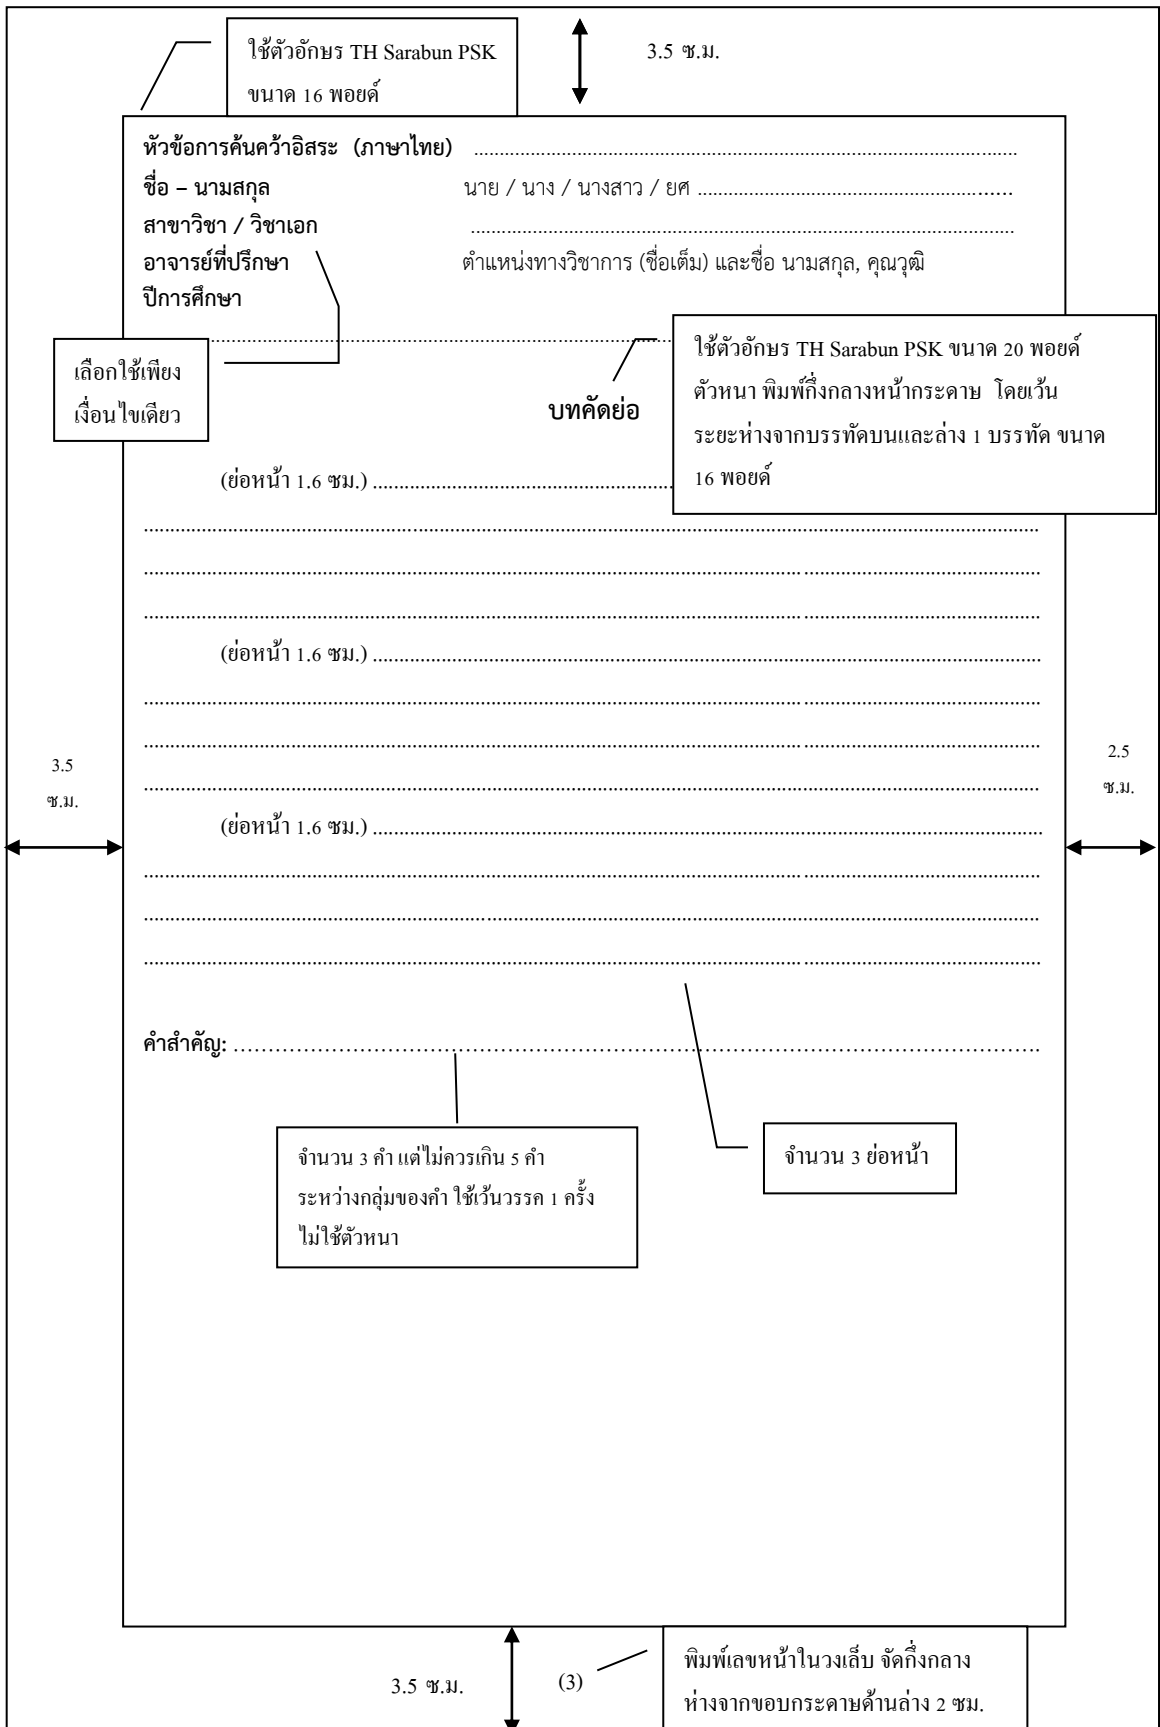 ใช้ตัวอักษร TH Sarabun PSK
ขนาด 16 พอยด์
3.5 ซ.ม.
หัวข้อการค้นคว้าอิสระ (ภาษาไทย) ........................................................................................................
ชื่อ – นามสกุล นาย / นาง / นางสาว / ยศ ............................................................
สาขาวิชา / วิชาเอก ........................................................................................................
อาจารย์ที่ปรึกษา ตำแหน่งทางวิชาการ (ชื่อเต็ม) และชื่อ นามสกุล, คุณวุฒิ
ปีการศึกษา
........................................................................................................
เลือกใช้เพียง
เงื่อนไขเดียว
ใช้ตัวอักษร TH Sarabun PSK ขนาด 20 พอยด์
ตัวหนา พิมพ์กึ่งกลางหน้ากระดาษ โดยเว้น
ระยะห่างจากบรรทัดบนและล่าง 1 บรรทัด ขนาด
16 พอยด์
บทคัดย่อ
(ย่อหน้า 1.6 ซม.) ............................................................
........................................................................................................
........................................................................................................
........................................................................................................
(ย่อหน้า 1.6 ซม.) ........................................................................................................
........................................................................................................
........................................................................................................
........................................................................................................
3.5
ซ.ม.
2.5
ซ.ม.
(ย่อหน้า 1.6 ซม.) ........................................................................................................
........................................................................................................
........................................................................................................
........................................................................................................
คำสำคัญ: ........................................................................................................
จำนวน 3 คำ แต่ไม่ควรเกิน 5 คำ
ระหว่างกลุ่มของคำ ใช้เว้นวรรค 1 ครั้ง
ไม่ใช้ตัวหนา
จำนวน 3 ย่อหน้า
3.5 ซ.ม.
(3)
พิมพ์เลขหน้าในวงเล็บ จัดกึ่งกลาง
ห่างจากขอบกระดาษด้านล่าง 2 ซม.